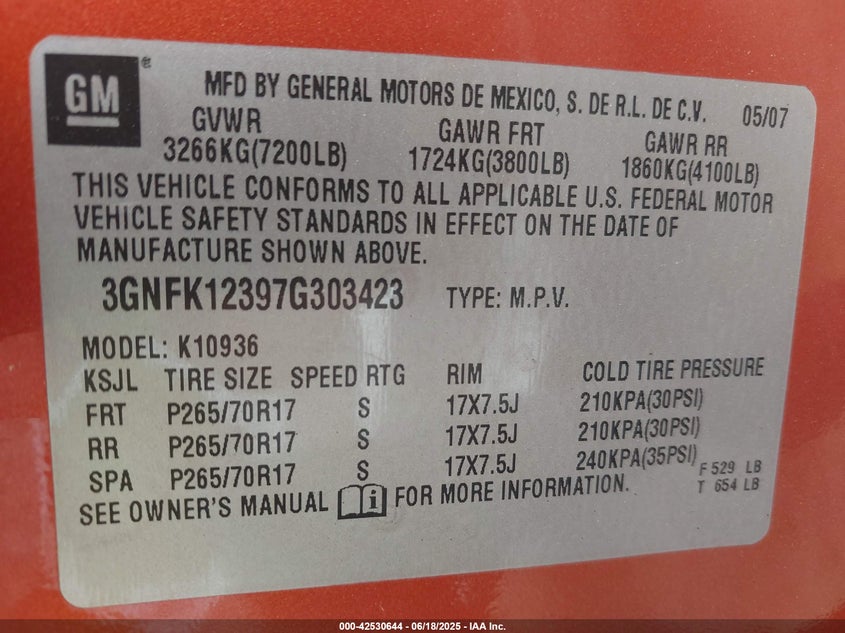 GM®
MFD BY GENERAL MOTORS DE MEXICO, S. DE R.L. DE C.V. 05/07
GVWR GAWR FRT GAWR RR
3266KG(7200LB) 1724KG(3800LB) 1860KG(4100LB)
THIS VEHICLE CONFORMS TO ALL APPLICABLE U.S. FEDERAL MOTOR
VEHICLE SAFETY STANDARDS IN EFFECT ON THE DATE OF
MANUFACTURE SHOWN ABOVE.
3GNFK12397G303423 TYPE: M.P.V.
MODEL: K10936
KSJL TIRE SIZE SPEED RTG RIM COLD TIRE PRESSURE
FRT P265/70R17 S 17X7.5J 210KPA(30PSI)
RR P265/70R17 S 17X7.5J 210KPA(30PSI)
SPA P265/70R17 S 17X7.5J 240KPA(35PSI) F 529 LB
SEE OWNER'S MANUAL i FOR MORE INFORMATION. T 654 LB
000-42530644 - 06/18/2025 - IAA Inc.